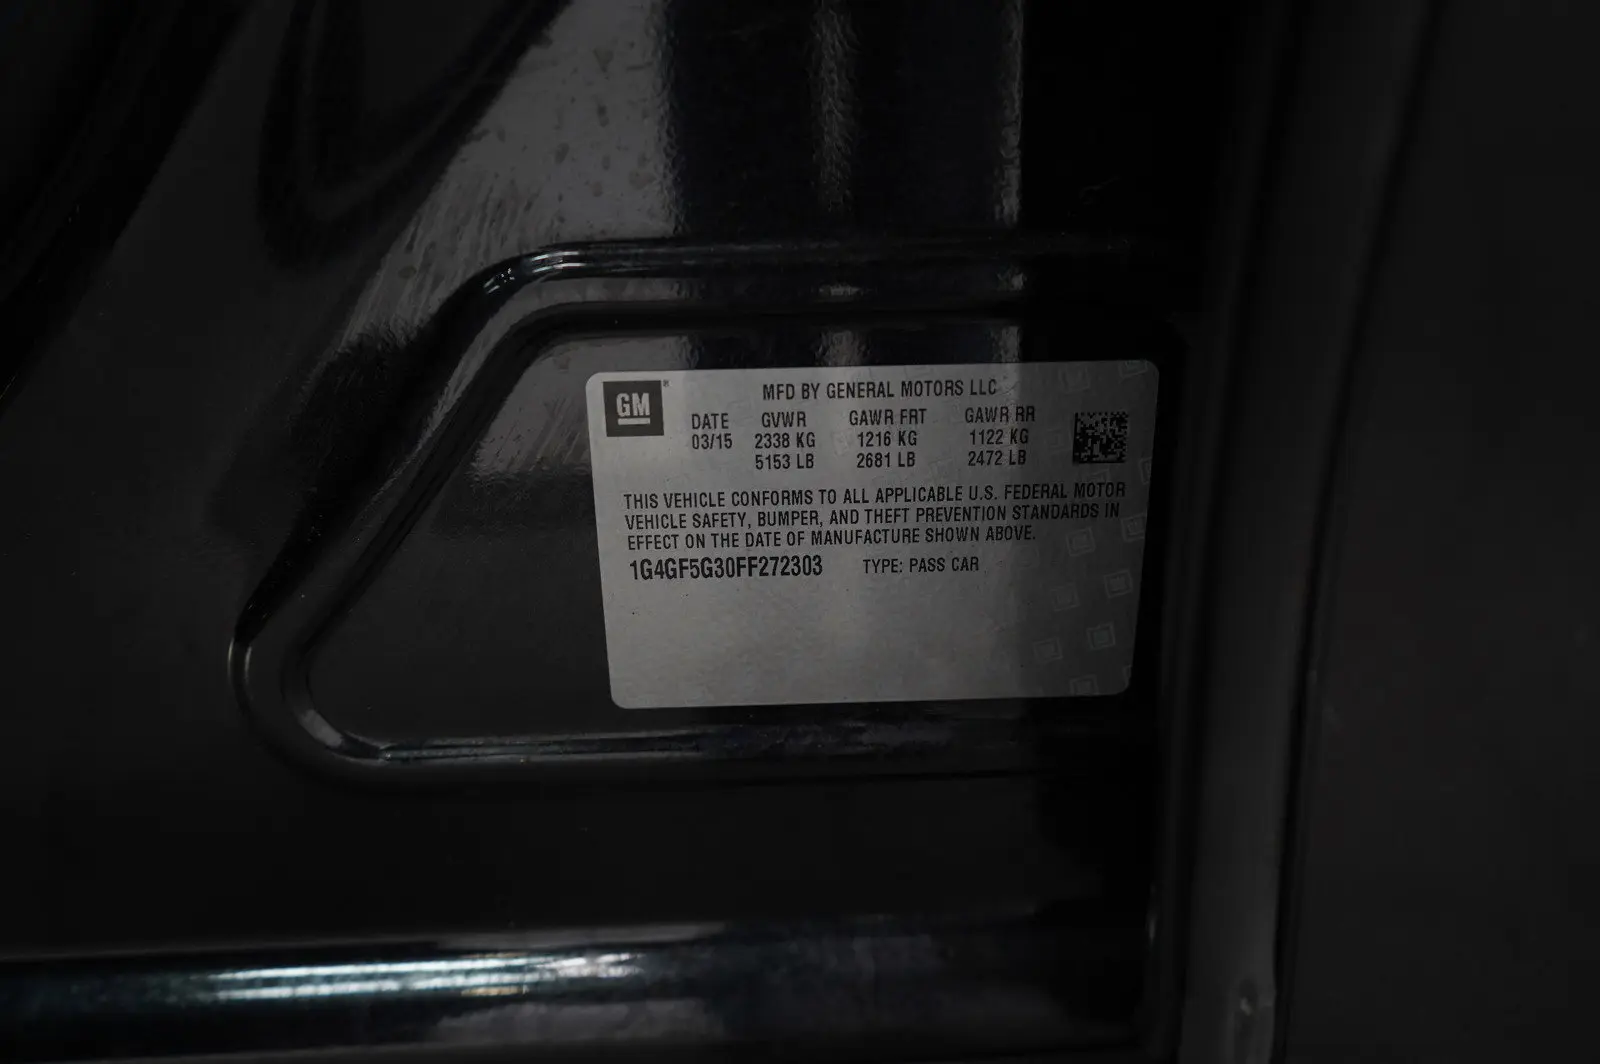 GM
MFD BY GENERAL MOTORS LLC
DATE GVWR GAWR FRT GAWR RR
03/15 2338 KG 1216 KG 1122 KG
5153 LB 2681 LB 2472 LB
THIS VEHICLE CONFORMS TO ALL APPLICABLE U.S. FEDERAL MOTOR
VEHICLE SAFETY, BUMPER, AND THEFT PREVENTION STANDARDS IN
EFFECT ON THE DATE OF MANUFACTURE SHOWN ABOVE.
1G4GF5G30FF272303 TYPE: PASS CAR